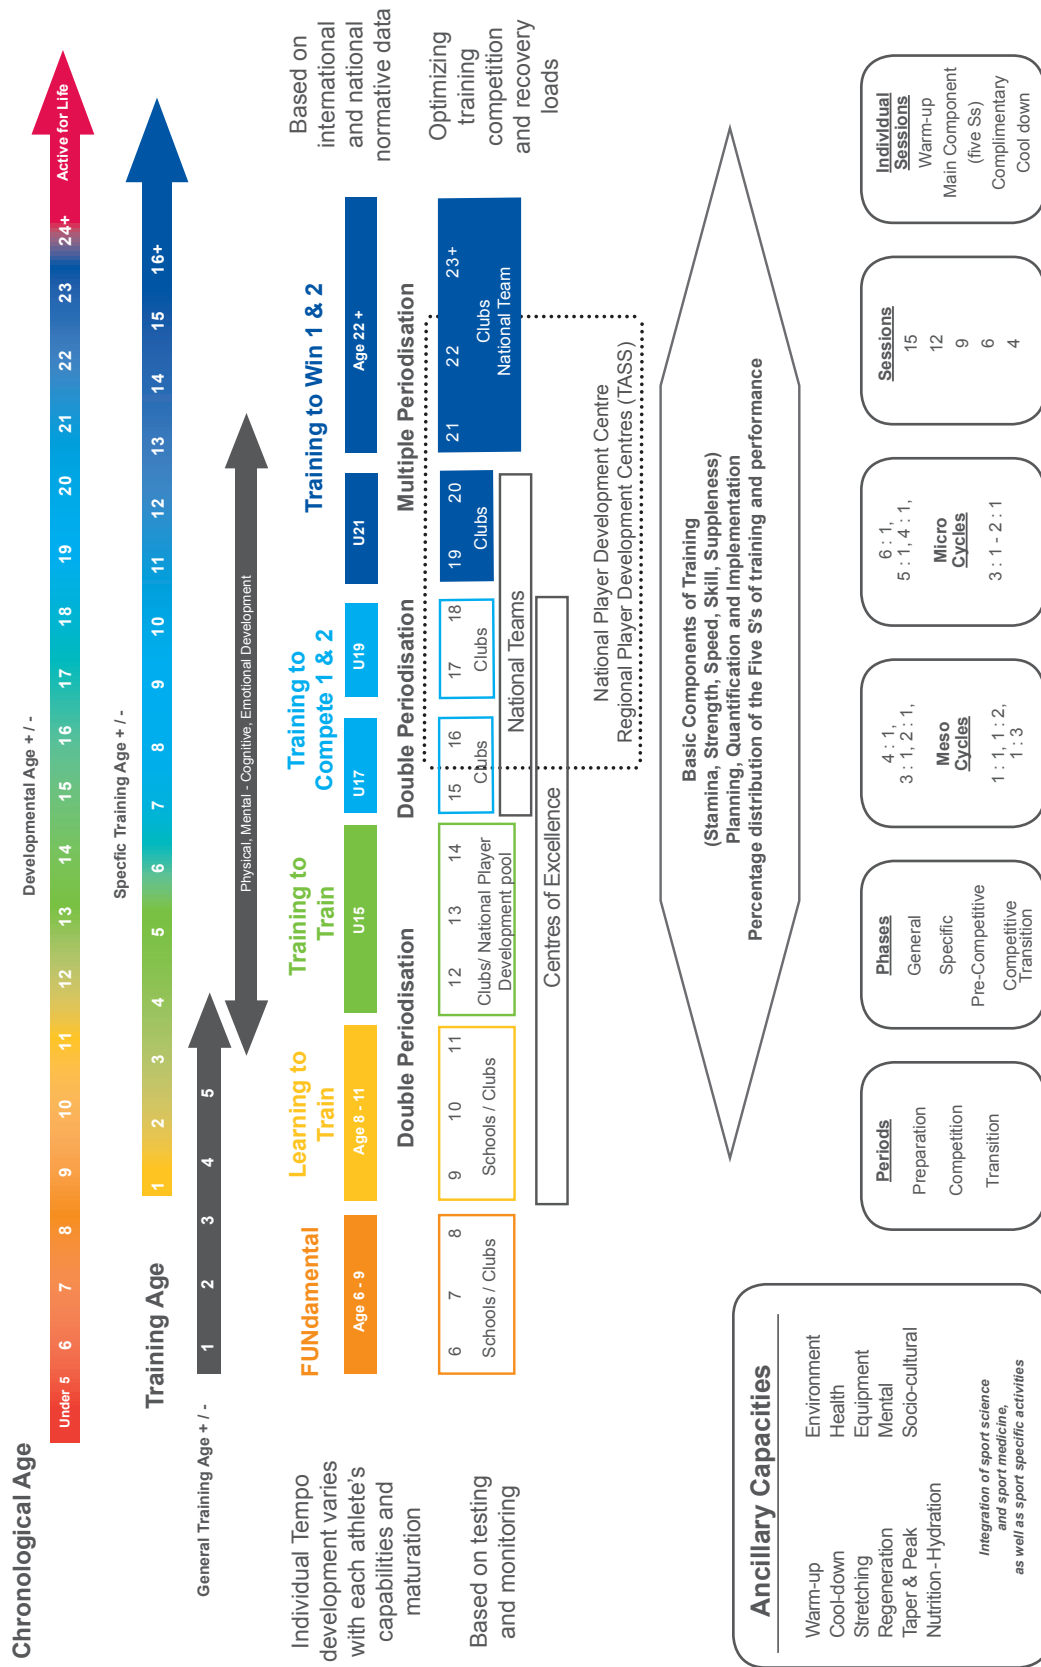 Chronological Age
Developmental Age + / -
Under 5 6 7 8 9 10 11 12 13 14 15 16 17 18 19 20 21 22 23 24+ Active for Life
Training Age
Specfic Training Age + / -
1 2 3 4 5 6 7 8 9 10 11 12 13 14 15 16+
General Training Age + / -
1 2 3 4 5
Physical, Mental - Cognitive, Emotional Development
Individual Tempo
development varies
with each athlete's
capabilities and
maturation
FUNdamental
Age 6 - 9
Learning to
Train
Age 8 - 11
Training to
Train
U15
Training to
Compete 1 & 2
U17
U19
Training to Win 1 & 2
U21
Age 22 +
Based on
international
and national
normative data
Double Periodisation
Double Periodisation
Multiple Periodisation
Based on testing
and monitoring
6 7 8
Schools / Clubs
9 10 11
Schools / Clubs
12 13 14
Clubs/ National Player
Development pool
15 16
Clubs
17 18
Clubs
19 20
Clubs
21 22 23+
Clubs
National Team
Optimizing
training
competition
and recovery
loads
National Teams
Centres of Excellence
National Player Development Centre
Regional Player Development Centres (TASS)
Basic Components of Training
(Stamina, Strength, Speed, Skill, Suppleness)
Planning, Quantification and Implementation
Percentage distribution of the Five S's of training and performance
Ancillary Capacities
Warm-up Environment
Cool-down Health
Stretching Equipment
Regeneration Mental
Taper & Peak Socio-cultural
Nutrition-Hydration
Integration of sport science
and sport medicine,
as well as sport specific activities
Periods
Preparation
Competition
Transition
Phases
General
Specific
Pre-Competitive
Competitive
Transition
4 : 1,
3 : 1, 2 : 1,
Meso
Cycles
1 : 1, 1 : 2,
1 : 3
6 : 1,
5 : 1, 4 : 1,
Micro
Cycles
3 : 1 - 2 : 1
Sessions
15
12
9
6
4
Individual
Sessions
Warm-up
Main Component
(five Ss)
Complimentary
Cool down